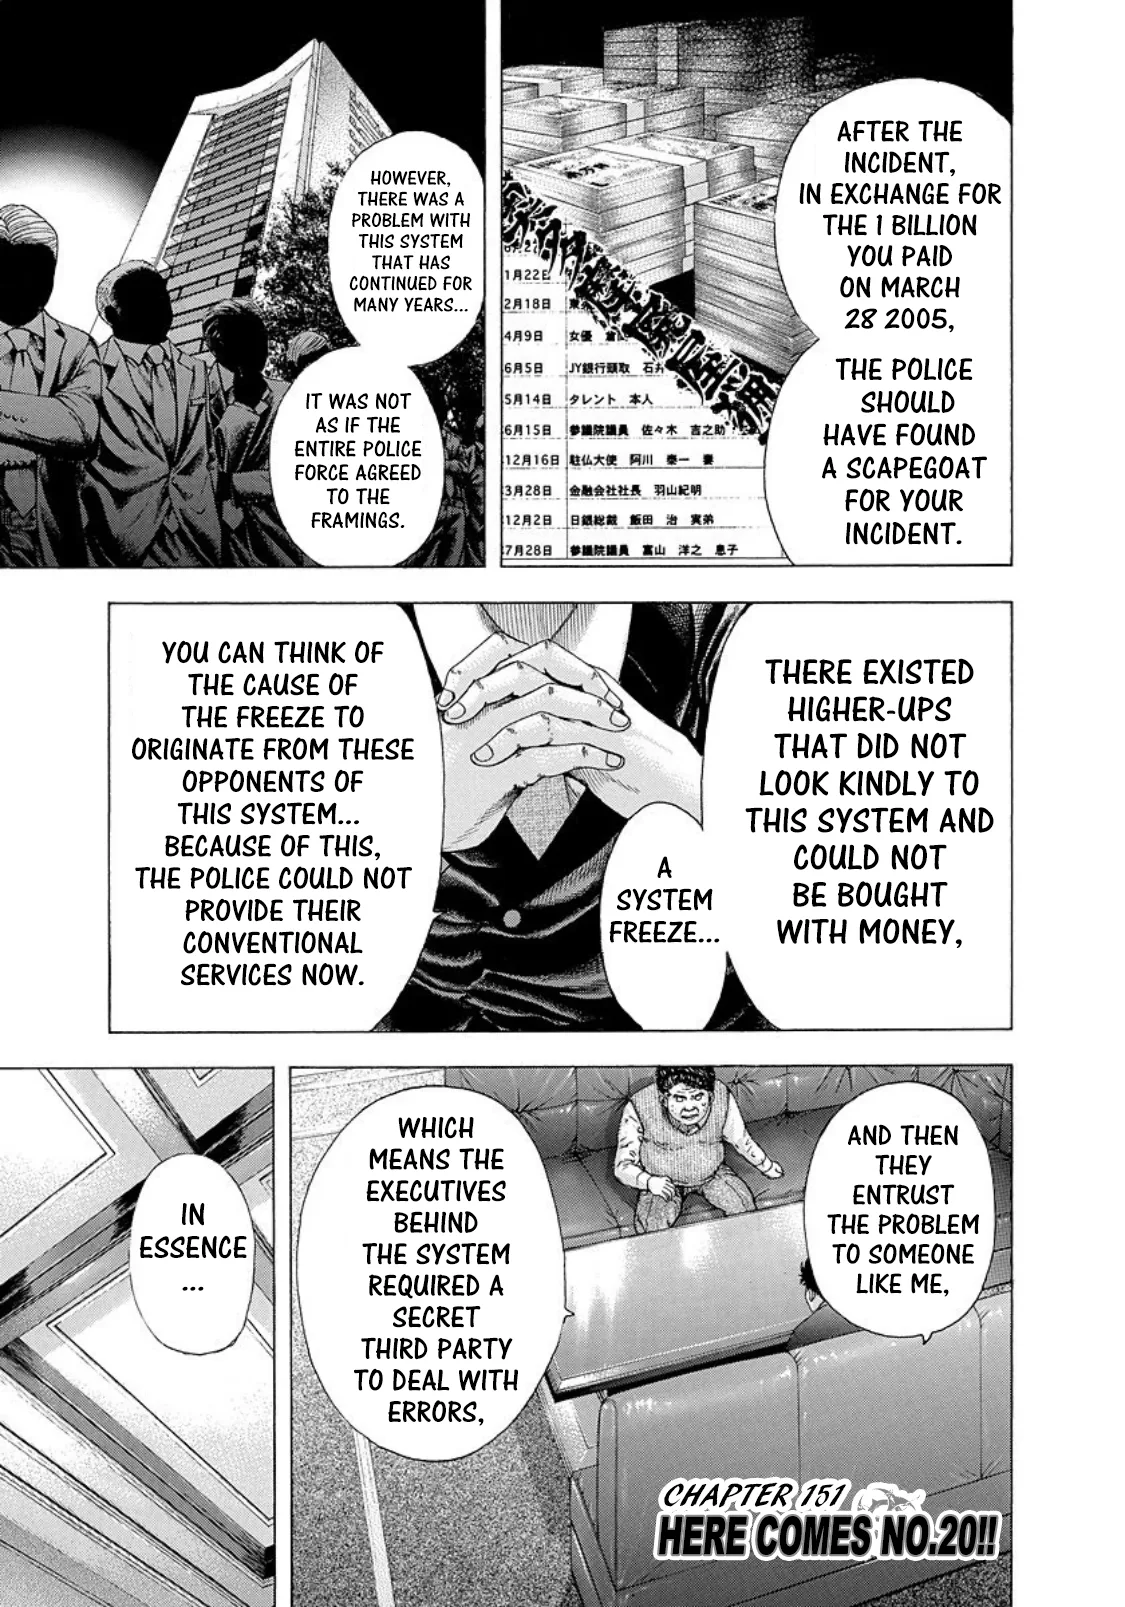 AFTER THE
INCIDENT,
IN EXCHANGE FOR
THE 1 BILLION
YOU PAID
ON MARCH
28 2005,
THE POLICE
SHOULD
HAVE FOUND
A SCAPEGOAT
FOR YOUR
INCIDENT.
1月22日
2月18日
4月9日 女優
6月5日 JY銀行頭取 石井
5月14日 タレント 本人
6月15日 参議院議員 佐々木 吉之助
12月16日 駐仏大使 阿川 泰一 妻
3月28日 金融会社社長 羽山紀明
12月2日 日銀総裁 飯田 治 実弟
7月28日 参議院議員 富山 洋之 息子
HOWEVER,
THERE WAS A
PROBLEM WITH
THIS SYSTEM
THAT HAS
CONTINUED FOR
MANY YEARS...
IT WAS NOT
AS IF THE
ENTIRE POLICE
FORCE AGREED
TO THE
FRAMINGS.
THERE EXISTED
HIGHER-UPS
THAT DID NOT
LOOK KINDLY TO
THIS SYSTEM AND
COULD NOT
BE BOUGHT
WITH MONEY,
A
SYSTEM
FREEZE...
YOU CAN THINK OF
THE CAUSE OF
THE FREEZE TO
ORIGINATE FROM THESE
OPPONENTS OF
THIS SYSTEM...
BECAUSE OF THIS,
THE POLICE COULD NOT
PROVIDE THEIR
CONVENTIONAL
SERVICES NOW.
AND THEN
THEY
ENTRUST
THE PROBLEM
TO SOMEONE
LIKE ME,
WHICH
MEANS THE
EXECUTIVES
BEHIND
THE SYSTEM
REQUIRED A
SECRET
THIRD PARTY
TO DEAL WITH
ERRORS,
IN
ESSENCE
...
CHAPTER 151
HERE COMES NO.20!!